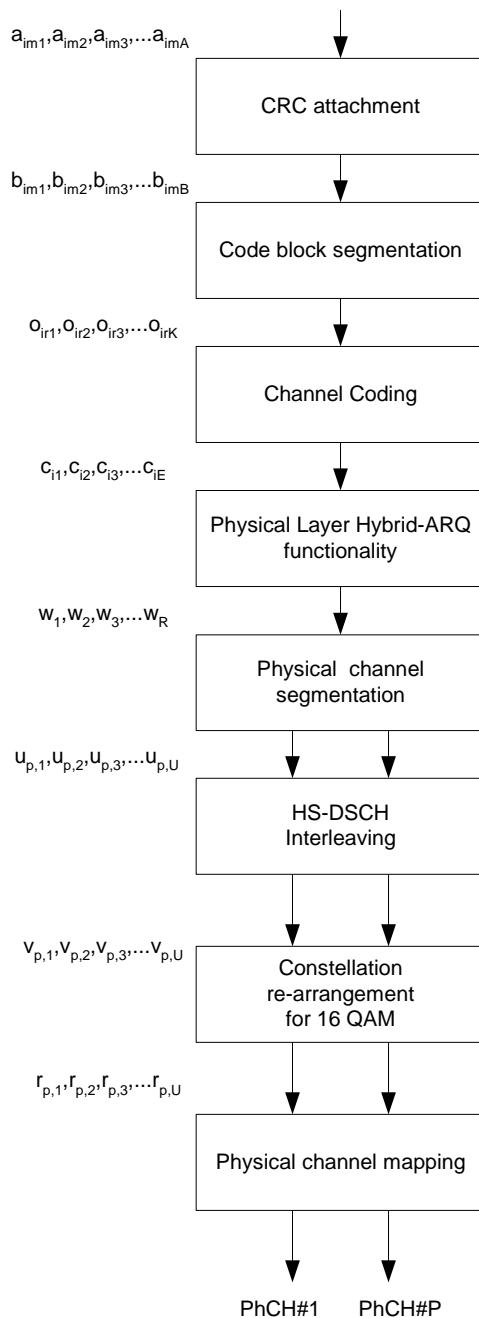 a_im1,a_im2,a_im3,...a_imA
CRC attachment
b_im1,b_im2,b_im3,...b_imB
Code block segmentation
o_ir1,o_ir2,o_ir3,...o_irK
Channel Coding
c_i1,c_i2,c_i3,...c_iE
Physical Layer Hybrid-ARQ
functionality
w_1,w_2,w_3,...w_R
Physical channel
segmentation
u_p,1,u_p,2,u_p,3,...u_p,U
HS-DSCH
Interleaving
v_p,1,v_p,2,v_p,3,...v_p,U
Constellation
re-arrangement
for 16 QAM
r_p,1,r_p,2,r_p,3,...r_p,U
Physical channel mapping
PhCH#1 PhCH#P